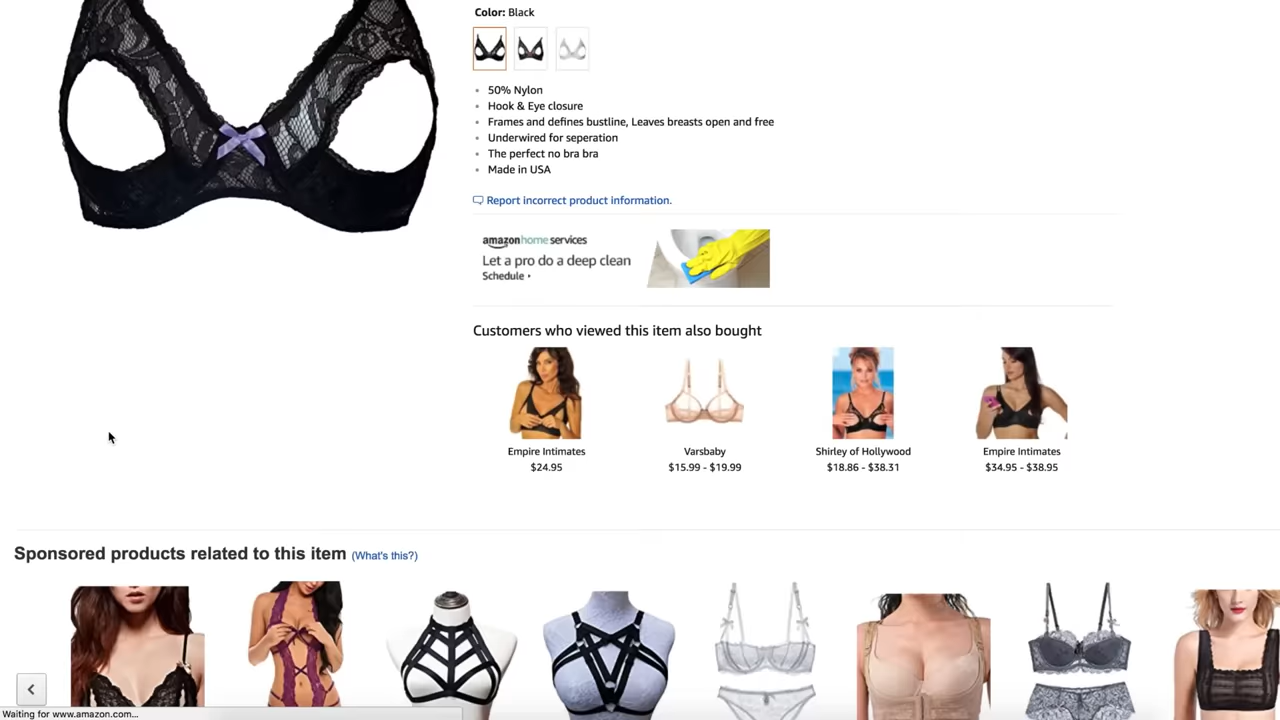 Color: Black
50% Nylon
Hook & Eye closure
Frames and defines bustline, Leaves breasts open and free
Underwired for seperation
The perfect no bra bra
Made in USA
Report incorrect product information.
amazon home services
Let a pro do a deep clean
Schedule
Customers who viewed this item also bought
Empire Intimates
$24.95
Varsbaby
$15.99 - $19.99
Shirley of Hollywood
$18.86 - $38.31
Empire Intimates
$34.95 - $38.95
Sponsored products related to this item (What's this?)
Waiting for www.amazon.com...